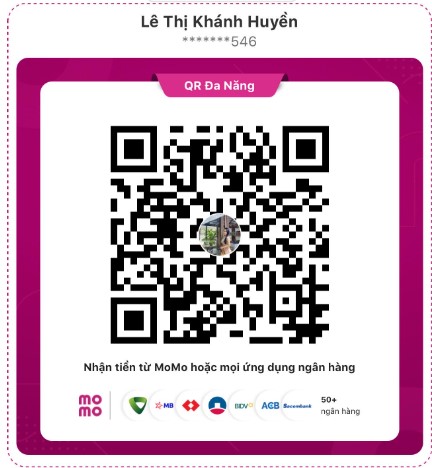 Lê Thị Khánh Huyền
*******546
QR Đa Năng
Nhận tiền từ MoMo hoặc mọi ứng dụng ngân hàng
mo
mo
MB
BIDV
ACB
Sacombank
50+
ngân hàng